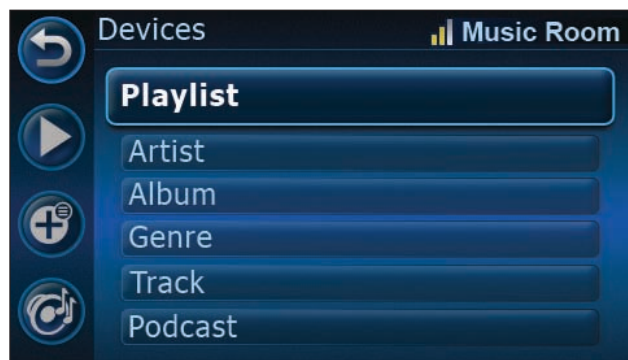 Devices
Music Room
Playlist
Artist
Album
Genre
Track
Podcast